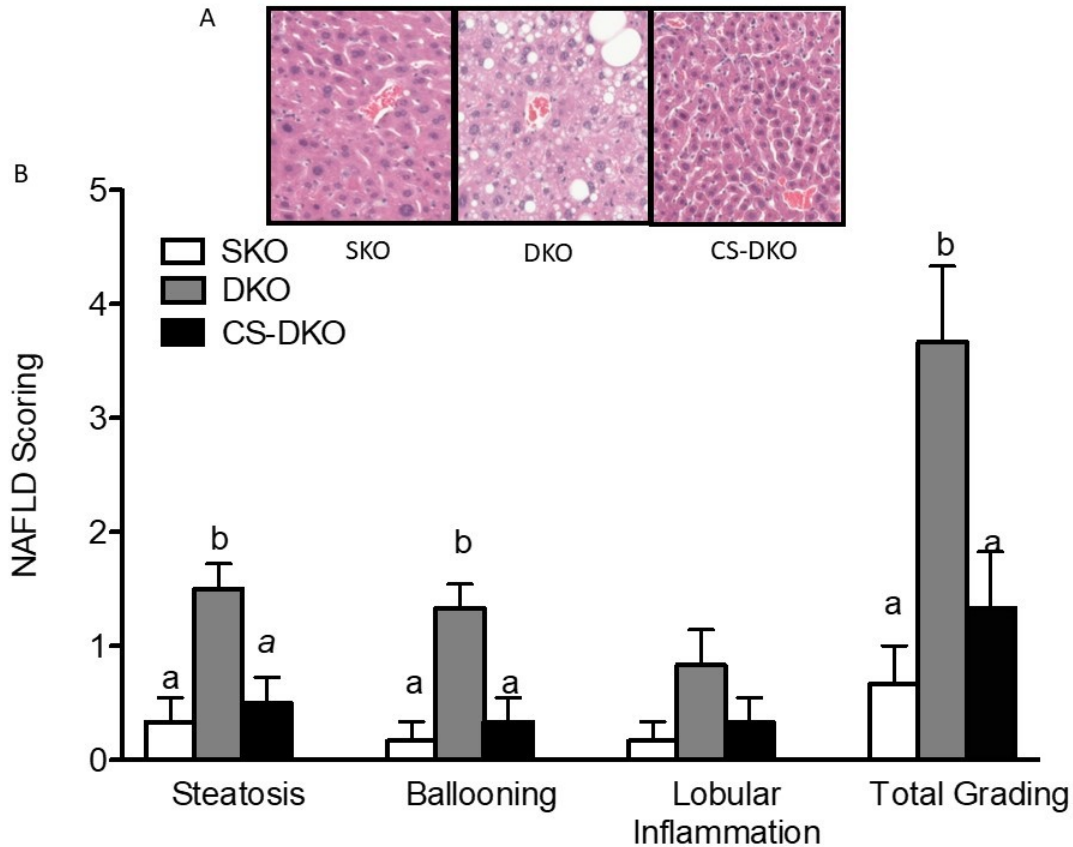 A
SKO
DKO
CS-DKO
B
NAFLD Scoring
5
4
3
2
1
0
SKO
DKO
CS-DKO
a
b
a
a
b
a
a
b
a
Steatosis
Ballooning
Lobular
Inflammation
Total Grading